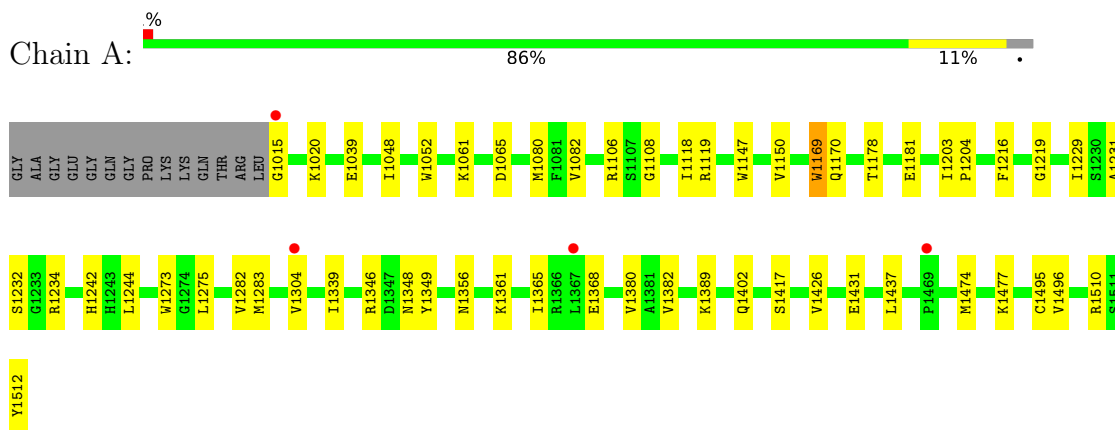 .%
Chain A:
86%
11%
•
GLY ALA GLY GLU GLY GLN GLY PRO LYS LYS GLN THR ARG LEU G1015 K1020 E1039 I1048 W1052 K1061 D1065 M1080 F1081 V1082 R1106 S1107 G1108 I1118 R1119 W1147 V1150 W1169 Q1170 T1178 E1181 I1203 P1204 F1216 G1219 I1229 S1230 A1231
S1232 G1233 R1234 H1242 H1243 L1244 W1273 G1274 L1275 V1282 M1283 V1304 I1339 R1346 D1347 N1348 Y1349 N1356 K1361 I1365 R1366 L1367 E1368 V1380 A1381 V1382 K1389 Q1402 S1417 V1426 E1431 L1437 P1469 M1474 K1477 C1495 V1496 R1510 S1511
Y1512